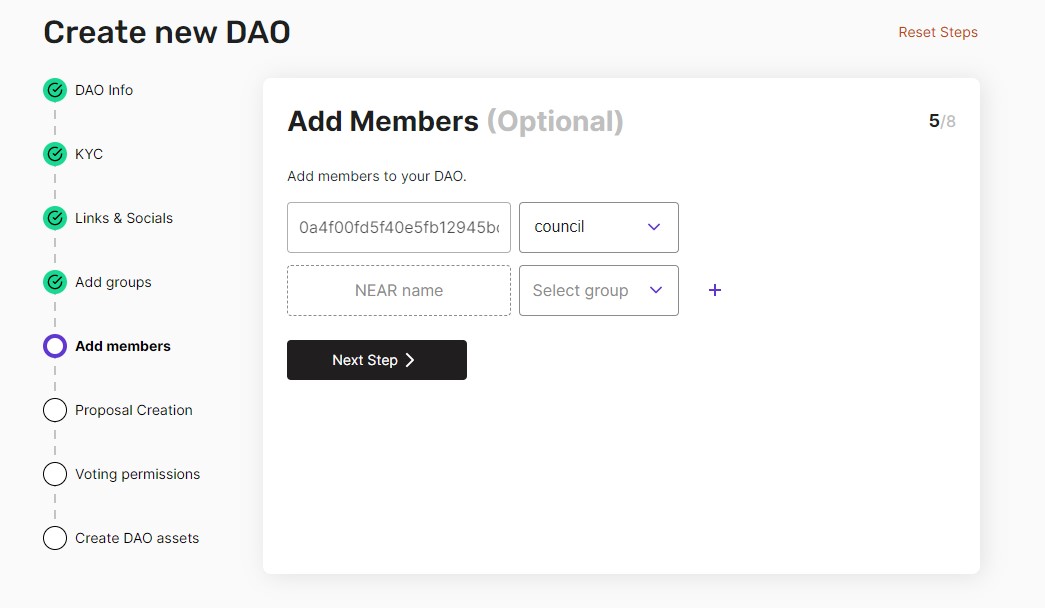 Create new DAO
Reset Steps
DAO Info
KYC
Links & Socials
Add groups
Add members
Proposal Creation
Voting permissions
Create DAO assets
Add Members (Optional)
5/8
Add members to your DAO.
0a4f00fd5f40e5fb12945b
council
NEAR name
Select group
+
Next Step